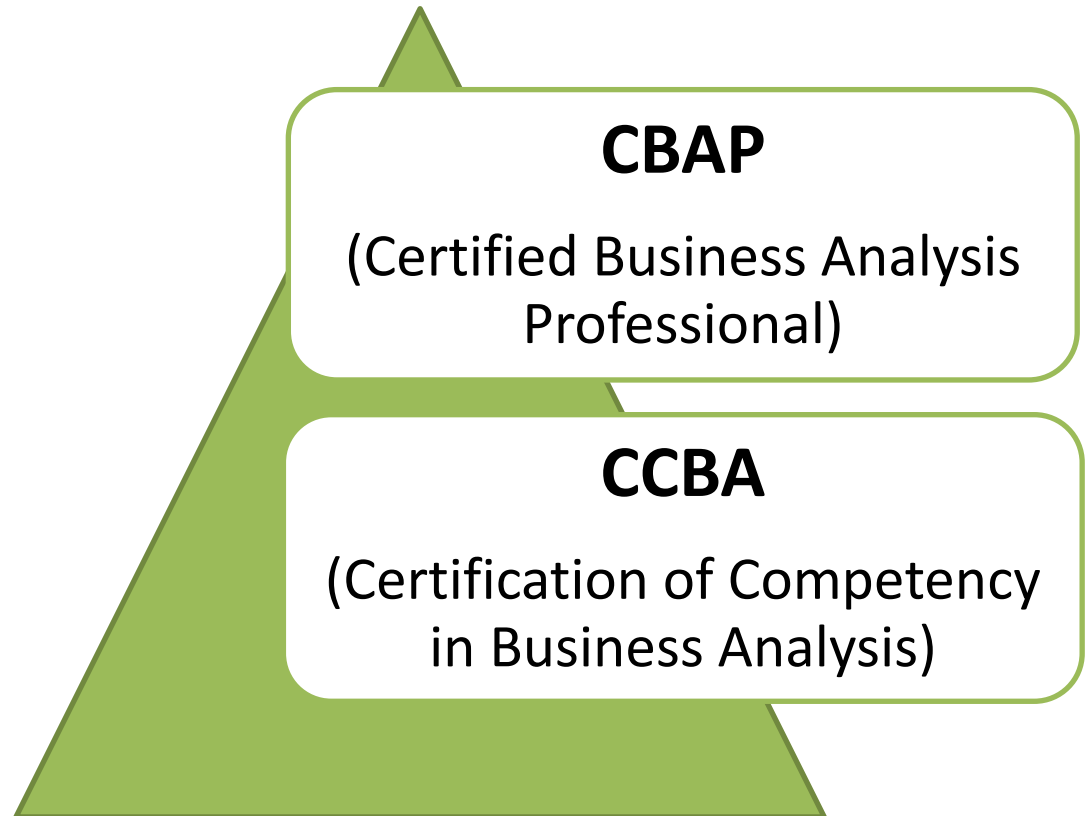 CBAP
(Certified Business Analysis
Professional)
CCBA
(Certification of Competency
in Business Analysis)